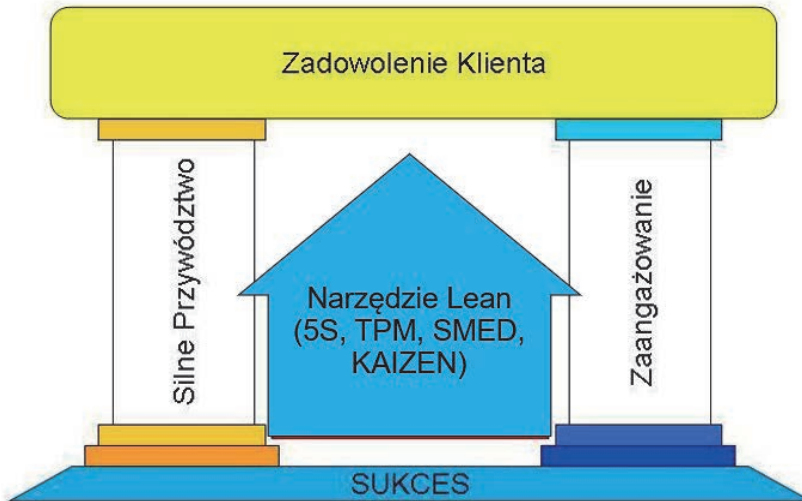 Zadowolenie Klienta
Silne Przywództwo
Narzędzie Lean
(5S, TPM, SMED,
KAIZEN)
Zaangażowanie
SUKCES